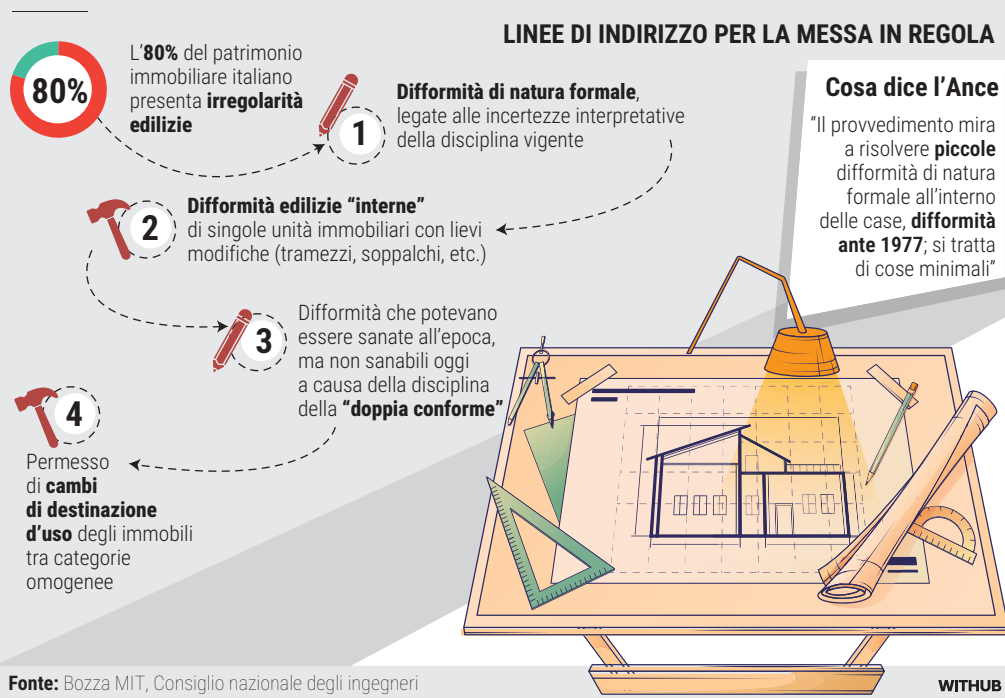 LINEE DI INDIRIZZO PER LA MESSA IN REGOLA
80%
L'80% del patrimonio
immobiliare italiano
presenta irregolarità
edilizie
1
Difformità di natura formale,
legate alle incertezze interpretative
della disciplina vigente
2
Difformità edilizie “interne”
di singole unità immobiliari con lievi
modifiche (tramezzi, soppalchi, etc.)
3
Difformità che potevano
essere sanate all'epoca,
ma non sanabili oggi
a causa della disciplina
della “doppia conforme”
4
Permesso
di cambi
di destinazione
d'uso degli immobili
tra categorie
omogenee
Cosa dice l'Ance
“Il provvedimento mira
a risolvere piccole
difformità di natura
formale all'interno
delle case, difformità
ante 1977; si tratta
di cose minimali”
Fonte: Bozza MIT, Consiglio nazionale degli ingegneri
WITHUB